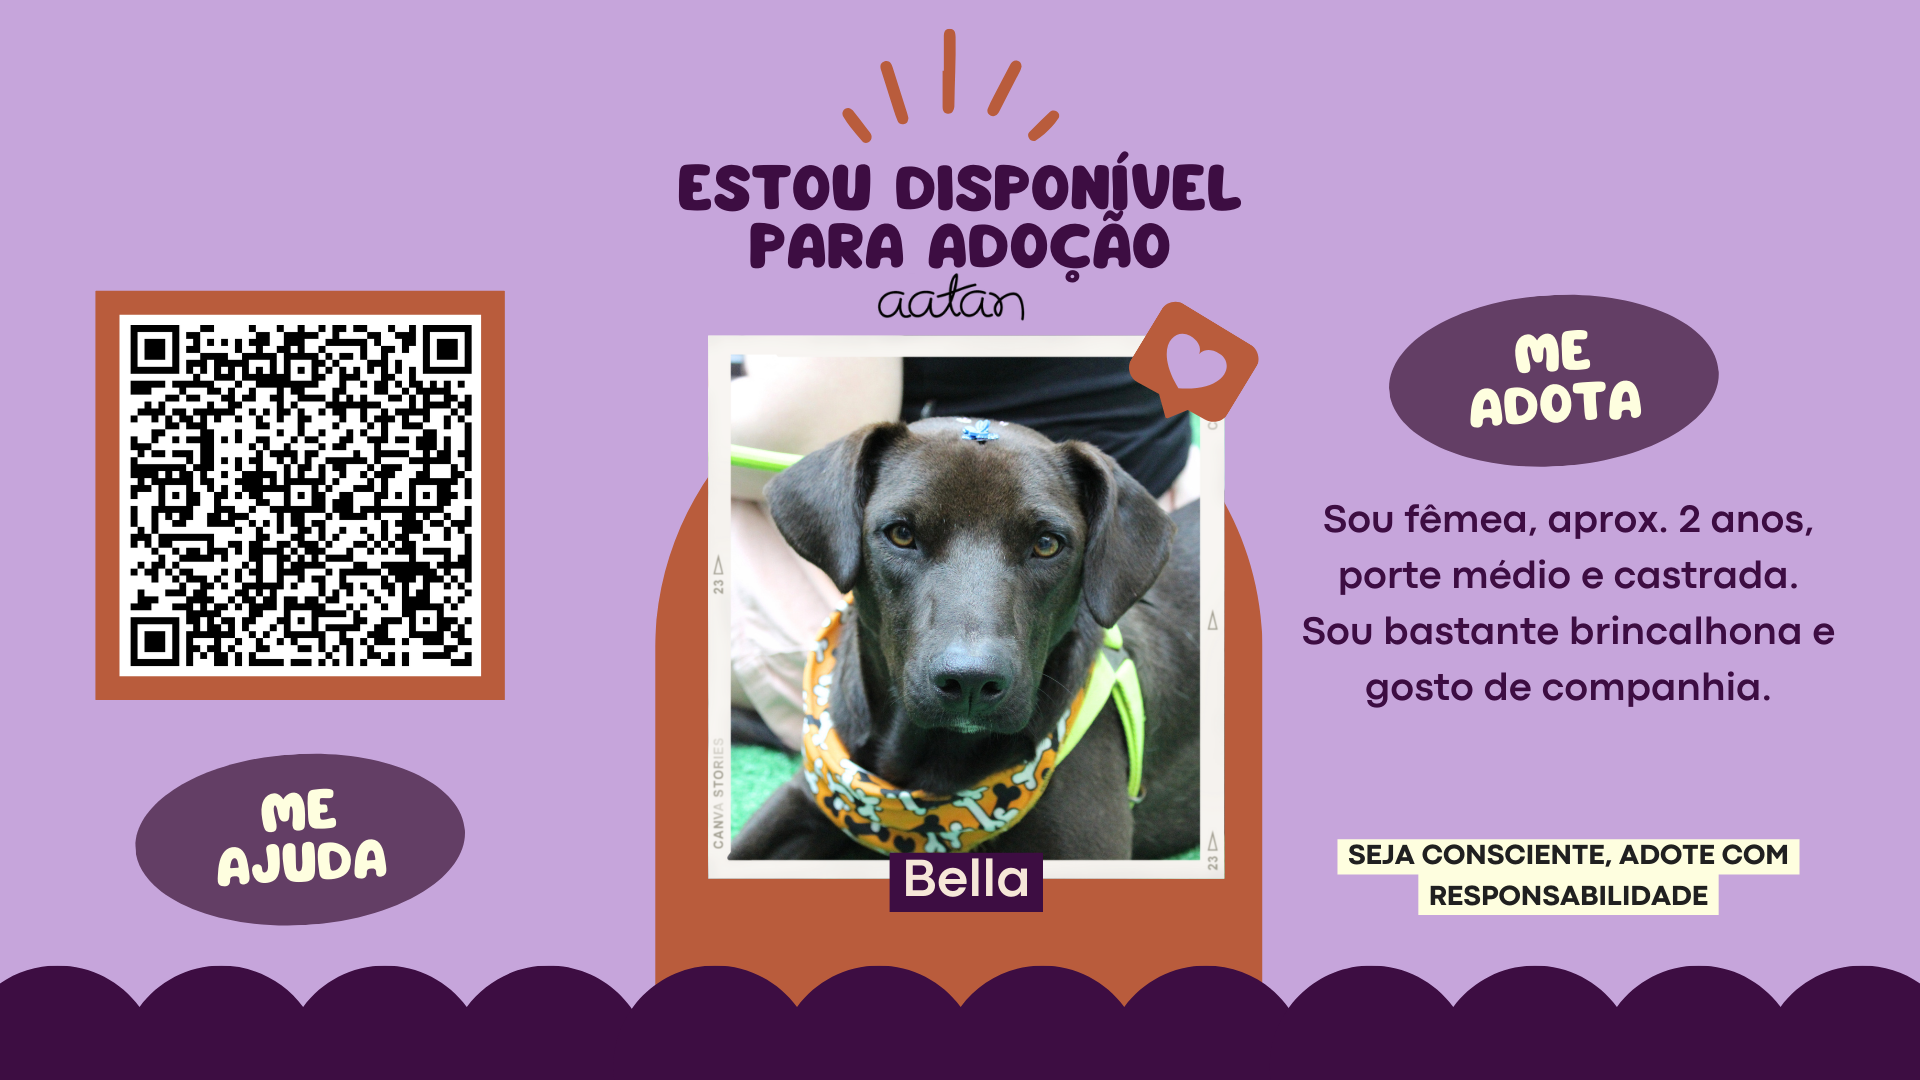 ESTOU DISPONÍVEL
PARA ADOÇÃO
aatan
ME
AJUDA
23
CANVA STORIES
23
Bella
ME
ADOTA
Sou fêmea, aprox. 2 anos,
porte médio e castrada.
Sou bastante brincalhona e
gosto de companhia.
SEJA CONSCIENTE, ADOTE COM
RESPONSABILIDADE